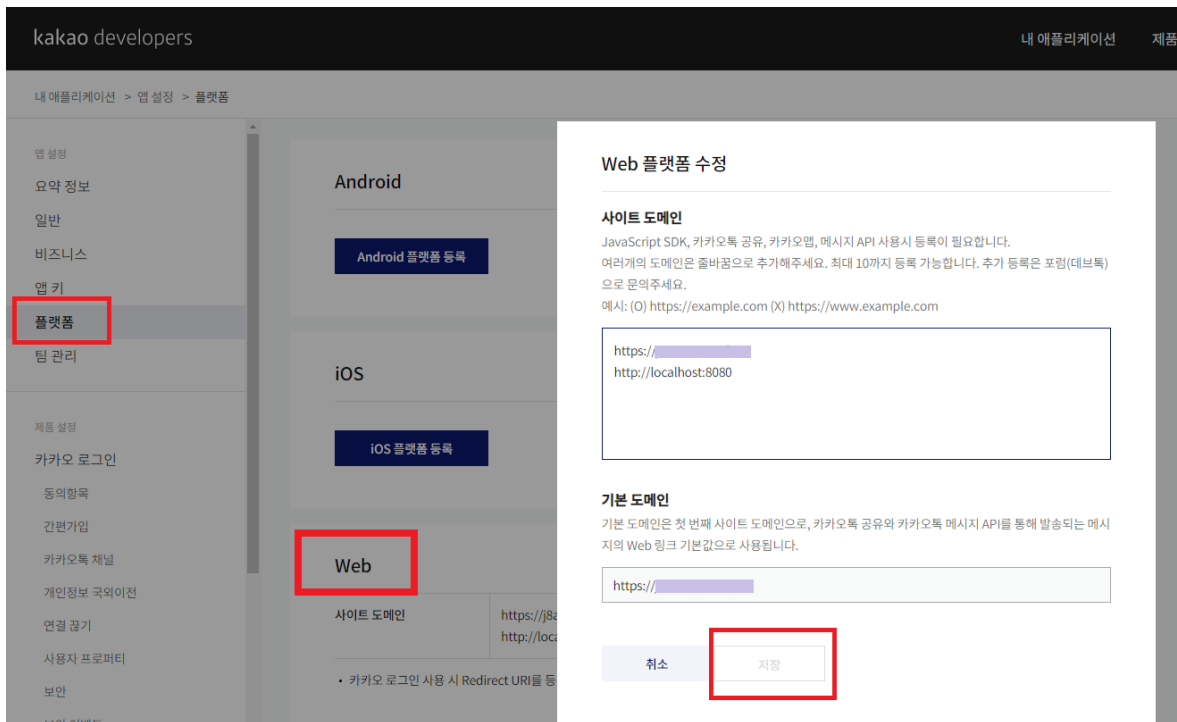 kakao developers
내 애플리케이션
제품
내 애플리케이션 > 앱 설정 > 플랫폼
앱 설정
요약 정보
일반
비즈니스
앱 키
플랫폼
팀 관리
제품 설정
카카오 로그인
동의항목
간편가입
카카오톡 채널
개인정보 국외이전
연결 끊기
사용자 프로퍼티
보안
Android
Android 플랫폼 등록
iOS
iOS 플랫폼 등록
Web
사이트 도메인
https://j8a
http://loca
• 카카오 로그인 사용 시 Redirect URI를 등
Web 플랫폼 수정
사이트 도메인
JavaScript SDK, 카카오톡 공유, 카카오맵, 메시지 API 사용시 등록이 필요합니다.
여러개의 도메인은 줄바꿈으로 추가해주세요. 최대 10까지 등록 가능합니다. 추가 등록은 포럼(데브톡)
으로 문의주세요.
예시: (O) https://example.com (X) https://www.example.com
https://
http://localhost:8080
기본 도메인
기본 도메인은 첫 번째 사이트 도메인으로, 카카오톡 공유와 카카오톡 메시지 API를 통해 발송되는 메시
지의 Web 링크 기본값으로 사용됩니다.
https://
취소
저장